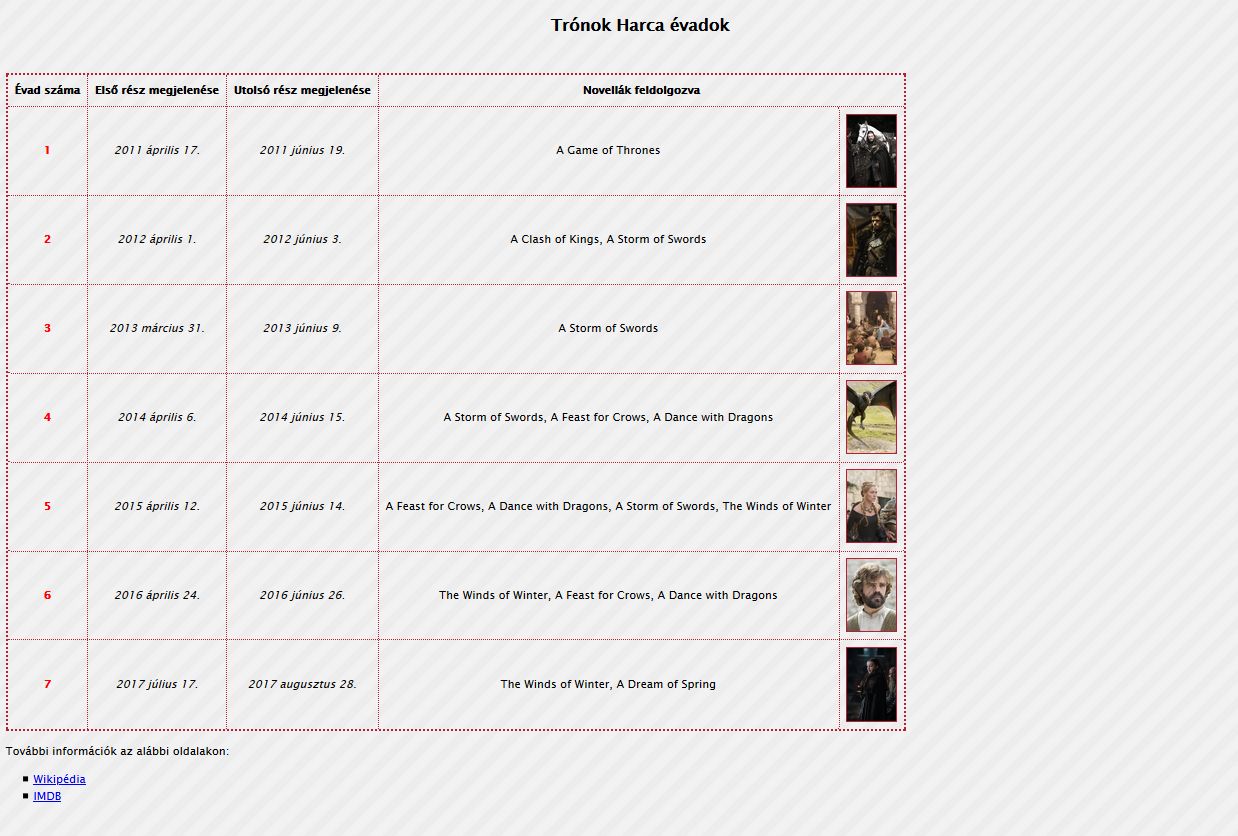 Trónok Harca évadok
Évad száma Első rész megjelenése Utolsó rész megjelenése Novellák feldolgozva
1 2011 április 17. 2011 június 19. A Game of Thrones
2 2012 április 1. 2012 június 3. A Clash of Kings, A Storm of Swords
3 2013 március 31. 2013 június 9. A Storm of Swords
4 2014 április 6. 2014 június 15. A Storm of Swords, A Feast for Crows, A Dance with Dragons
5 2015 április 12. 2015 június 14. A Feast for Crows, A Dance with Dragons, A Storm of Swords, The Winds of Winter
6 2016 április 24. 2016 június 26. The Winds of Winter, A Feast for Crows, A Dance with Dragons
7 2017 július 17. 2017 augusztus 28. The Winds of Winter, A Dream of Spring
További információk az alábbi oldalakon:
Wikipédia
IMDB